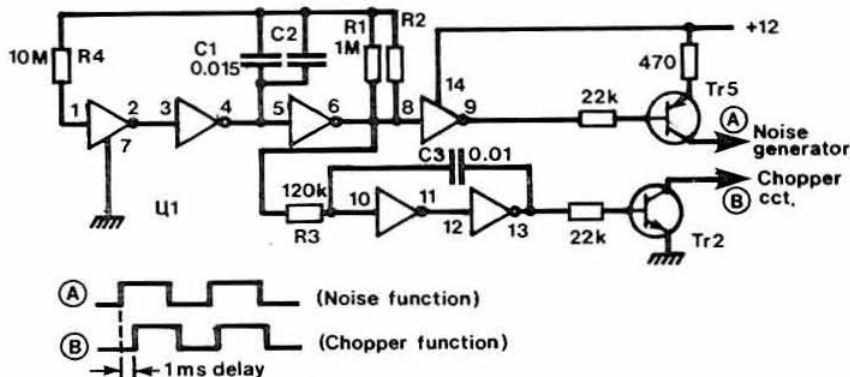 +12
C2
R1
R2
C1
1M
10M
R4
0.015
470
14
Tr5
1
2
3
4
5
6
8
9
22k
A
7
Noise
generator
C3
0.01
120k
Chopper
B
cct.
Ц1
10
11
R3
12
13
22k
Tr2
A
(Noise function)
B
(Chopper function)
1ms delay